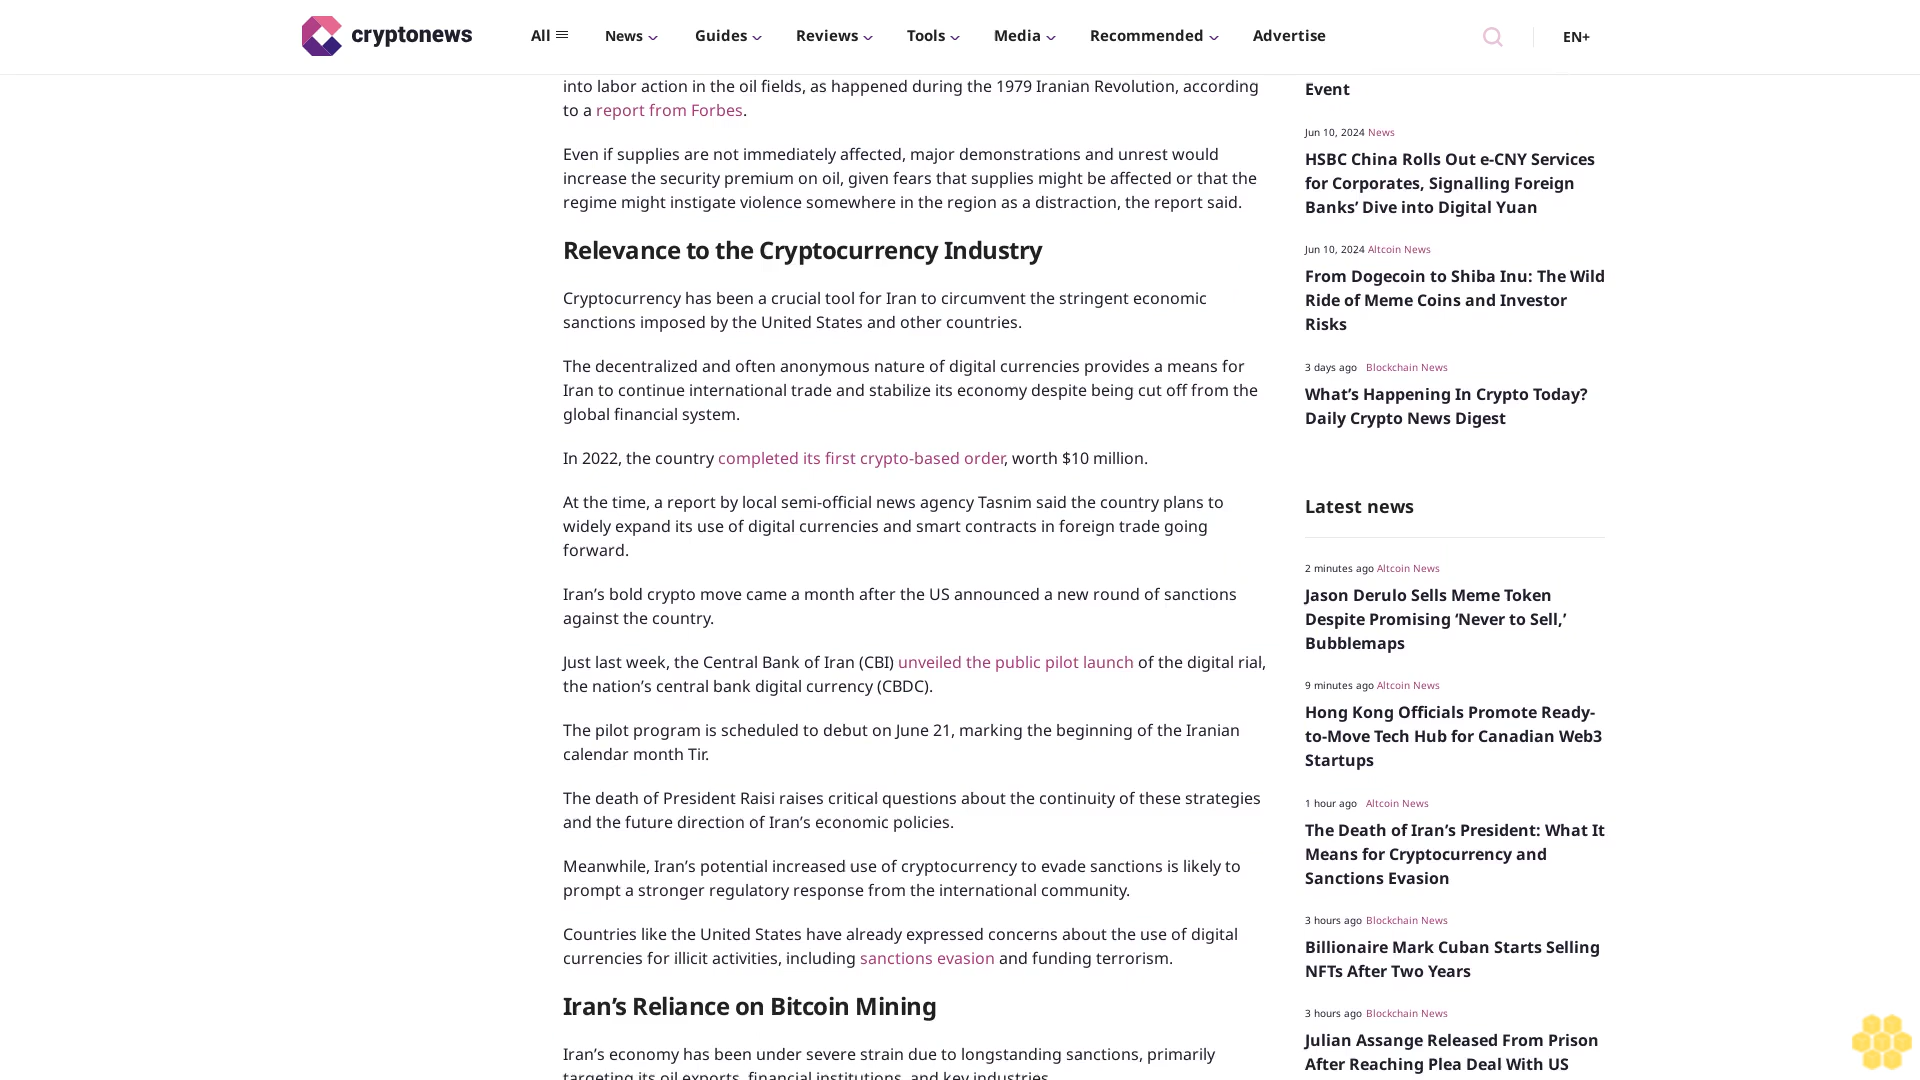 cryptonews
All
News
Guides
Reviews
Tools
Media
Recommended
Advertise
EN+
into labor action in the oil fields, as happened during the 1979 Iranian Revolution, according
to a report from Forbes.
Even if supplies are not immediately affected, major demonstrations and unrest would
increase the security premium on oil, given fears that supplies might be affected or that the
regime might instigate violence somewhere in the region as a distraction, the report said.
Relevance to the Cryptocurrency Industry
Cryptocurrency has been a crucial tool for Iran to circumvent the stringent economic
sanctions imposed by the United States and other countries.
The decentralized and often anonymous nature of digital currencies provides a means for
Iran to continue international trade and stabilize its economy despite being cut off from the
global financial system.
In 2022, the country completed its first crypto-based order, worth $10 million.
At the time, a report by local semi-official news agency Tasnim said the country plans to
widely expand its use of digital currencies and smart contracts in foreign trade going
forward.
Iran’s bold crypto move came a month after the US announced a new round of sanctions
against the country.
Just last week, the Central Bank of Iran (CBI) unveiled the public pilot launch of the digital rial,
the nation’s central bank digital currency (CBDC).
The pilot program is scheduled to debut on June 21, marking the beginning of the Iranian
calendar month Tir.
The death of President Raisi raises critical questions about the continuity of these strategies
and the future direction of Iran’s economic policies.
Meanwhile, Iran’s potential increased use of cryptocurrency to evade sanctions is likely to
prompt a stronger regulatory response from the international community.
Countries like the United States have already expressed concerns about the use of digital
currencies for illicit activities, including sanctions evasion and funding terrorism.
Iran’s Reliance on Bitcoin Mining
Iran’s economy has been under severe strain due to longstanding sanctions, primarily
targeting its oil exports, financial institutions, and key industries.
Event
Jun 10, 2024 News
HSBC China Rolls Out e-CNY Services
for Corporates, Signalling Foreign
Banks’ Dive into Digital Yuan
Jun 10, 2024 Altcoin News
From Dogecoin to Shiba Inu: The Wild
Ride of Meme Coins and Investor
Risks
3 days ago Blockchain News
What’s Happening In Crypto Today?
Daily Crypto News Digest
Latest news
2 minutes ago Altcoin News
Jason Derulo Sells Meme Token
Despite Promising ‘Never to Sell,’
Bubblemaps
9 minutes ago Altcoin News
Hong Kong Officials Promote Ready-
to-Move Tech Hub for Canadian Web3
Startups
1 hour ago Altcoin News
The Death of Iran’s President: What It
Means for Cryptocurrency and
Sanctions Evasion
3 hours ago Blockchain News
Billionaire Mark Cuban Starts Selling
NFTs After Two Years
3 hours ago Blockchain News
Julian Assange Released From Prison
After Reaching Plea Deal With US